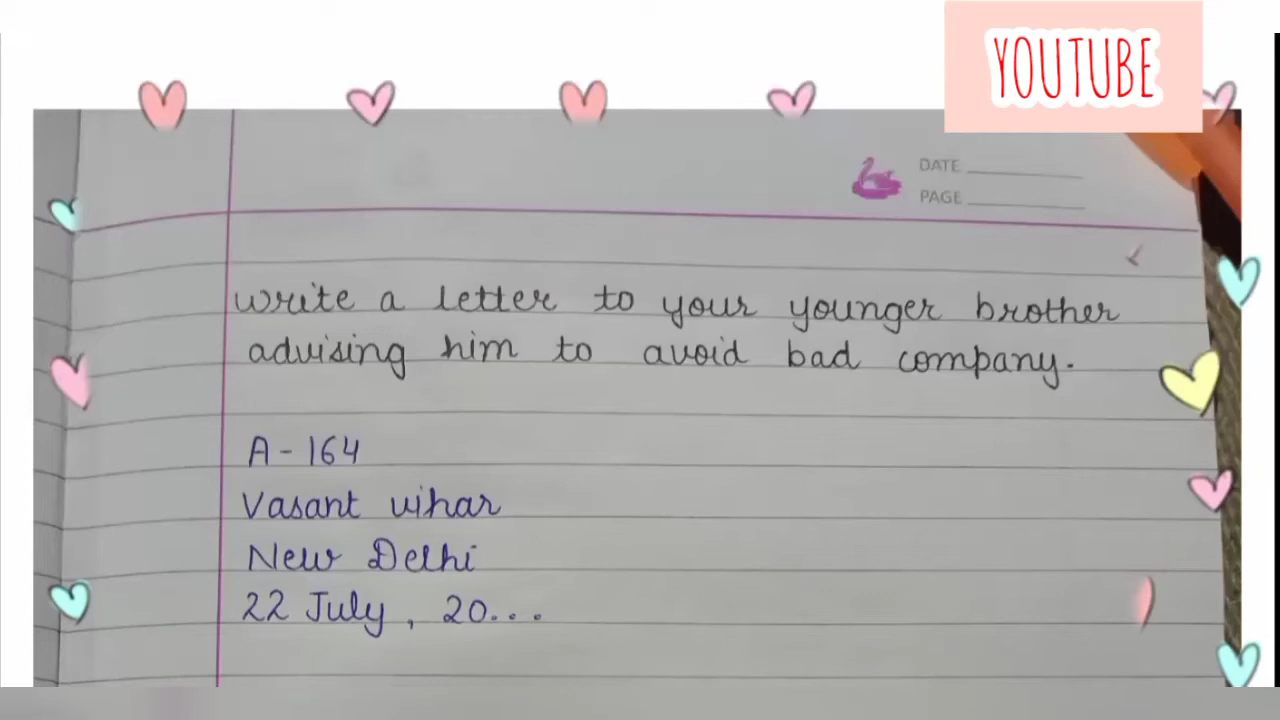 YOUTUBE
DATE
PAGE
write a letter to your younger brother
advising him to avoid bad company.
A - 164
Vasant vihar
New Delhi
22 July , 20...